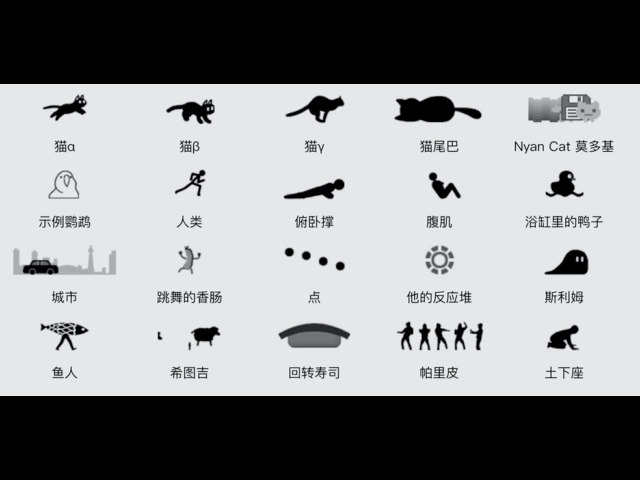 猫α
猫β
猫γ
猫尾巴
Nyan Cat 莫多基
示例鹦鹉
人类
俯卧撑
腹肌
浴缸里的鸭子
城市
跳舞的香肠
点
他的反应堆
斯利姆
鱼人
希图吉
回转寿司
帕里皮
土下座